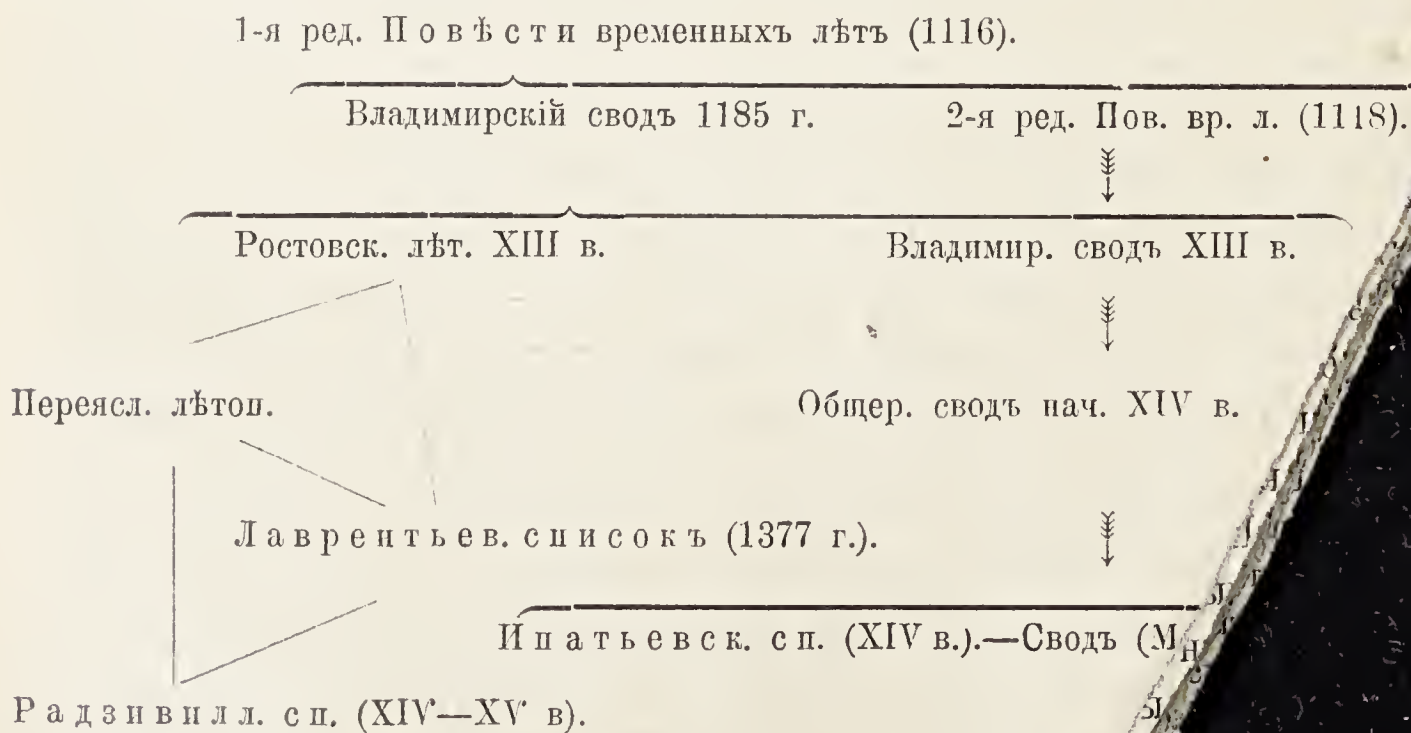 1-я ред. Повѣсти временныхъ лѣтъ (1116).
Владимирскій сводъ 1185 г. 2-я ред. Пов. вр. л. (1118).
Ростовск. лѣт. XIII в. Владимир. сводъ XIII в.
Переясл. лѣтоп. Общер. сводъ нач. XIV в.
Лаврентьев. списокъ (1377 г.).
Ипатьевск. сп. (XIV в.).—Сводъ
Радзивилл. сп. (XIV—XV в).